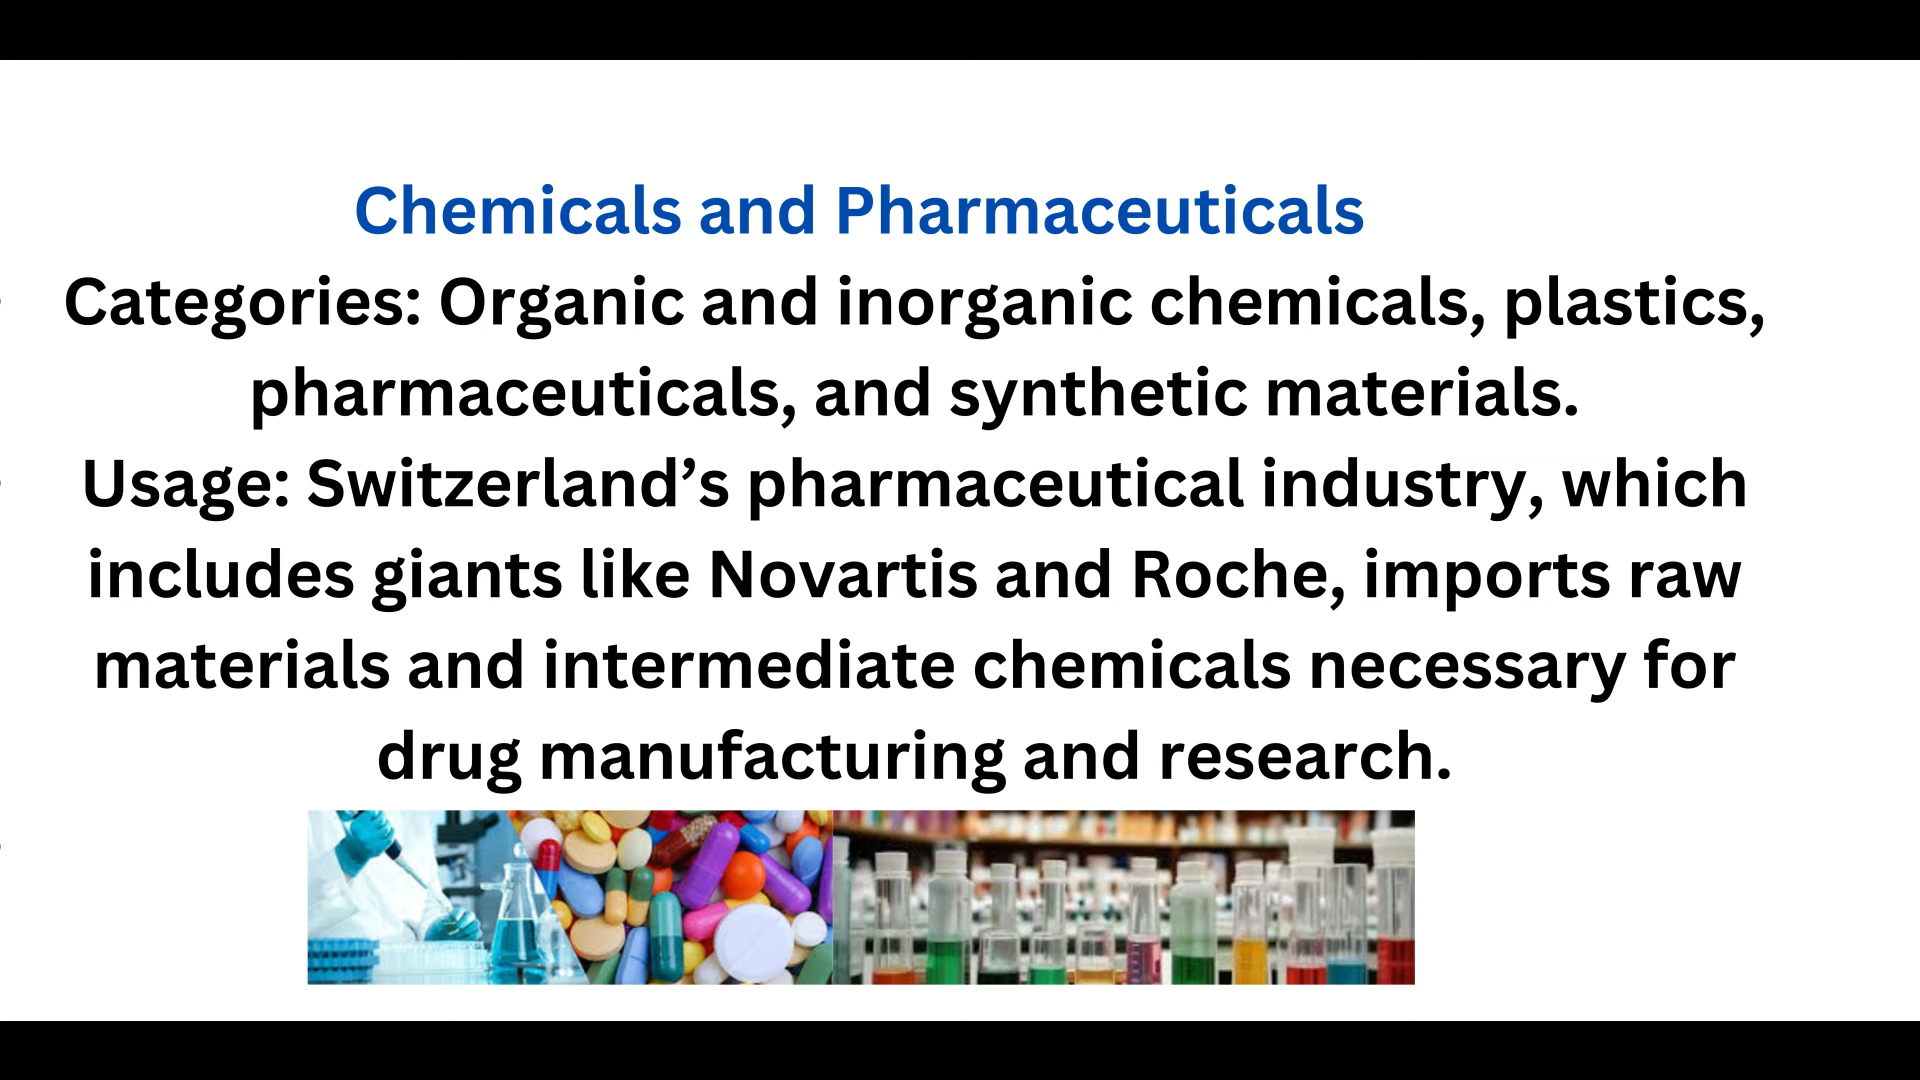 Chemicals and Pharmaceuticals
Categories: Organic and inorganic chemicals, plastics,
pharmaceuticals, and synthetic materials.
Usage: Switzerland’s pharmaceutical industry, which
includes giants like Novartis and Roche, imports raw
materials and intermediate chemicals necessary for
drug manufacturing and research.